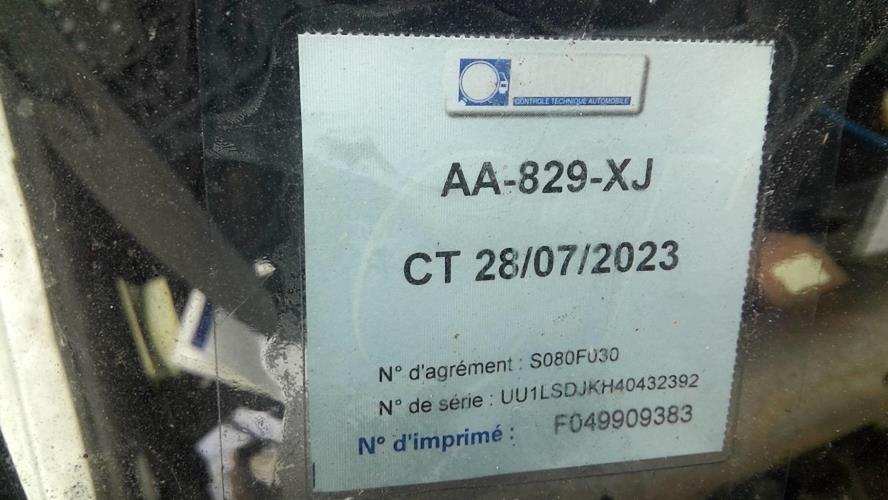 CONTROLE TECHNIQUE AUTOMOBILE
AA-829-XJ
CT 28/07/2023
N° d'agrément : S080F030
N° de série : UU1LSDJKH40432392
N° d'imprimé : F049909383